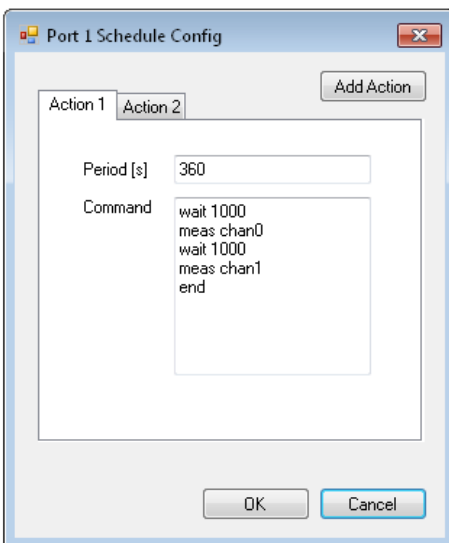 Port 1 Schedule Config
Add Action
Action 1 Action 2
Period [s] 360
Command
wait 1000
meas chan0
wait 1000
meas chan1
end
OK Cancel